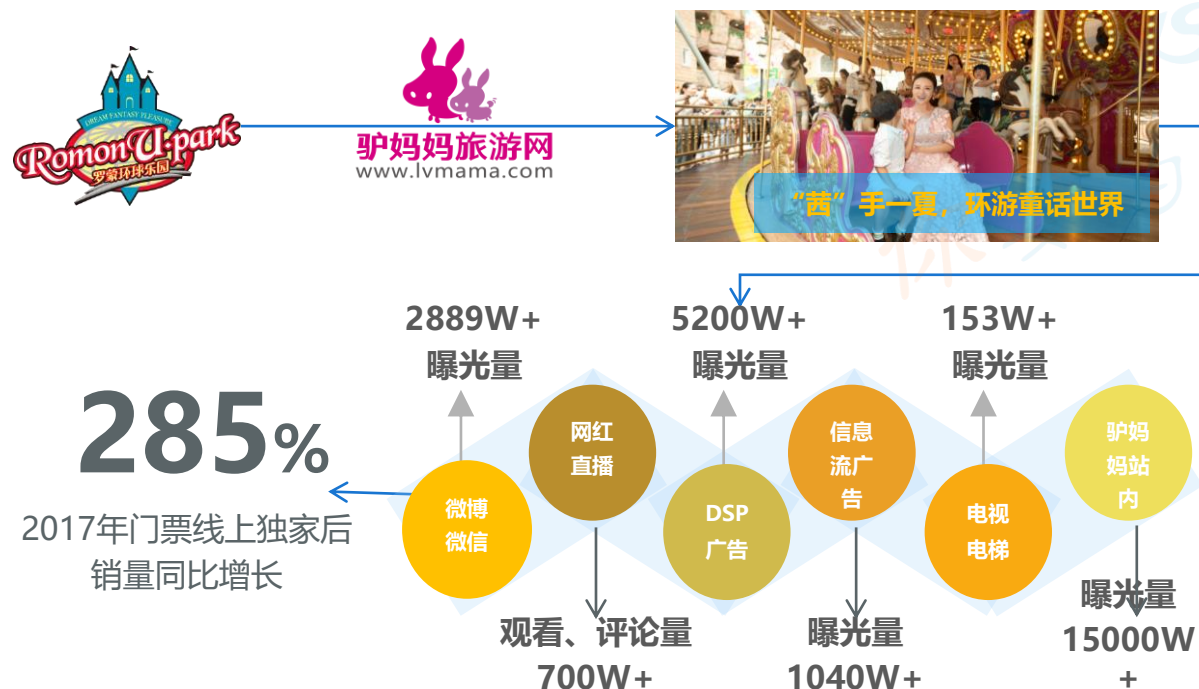 DREAM FANTASY PLEASURE
Romon U·park
罗蒙环球乐园
驴妈妈旅游网
www.lvmama.com
“茜”手一夏，环游童话世界
2889W+
曝光量
5200W+
曝光量
153W+
曝光量
285%
2017年门票线上独家后
销量同比增长
微博
微信
网红
直播
DSP
广告
信息
流广
告
电视
电梯
驴妈
妈站
内
观看、评论量
700W+
曝光量
1040W+
曝光量
15000W
+